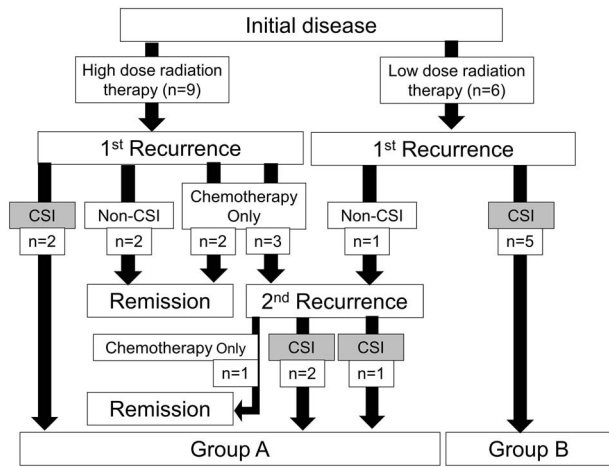 Initial disease
High dose radiation
therapy (n=9)
Low dose radiation
therapy (n=6)
1st Recurrence
1st Recurrence
CSI
n=2
Non-CSI
n=2
Chemotherapy
Only
n=2
n=3
Non-CSI
n=1
CSI
n=5
Remission
2nd Recurrence
Chemotherapy Only
n=1
CSI
n=2
CSI
n=1
Remission
Group A
Group B